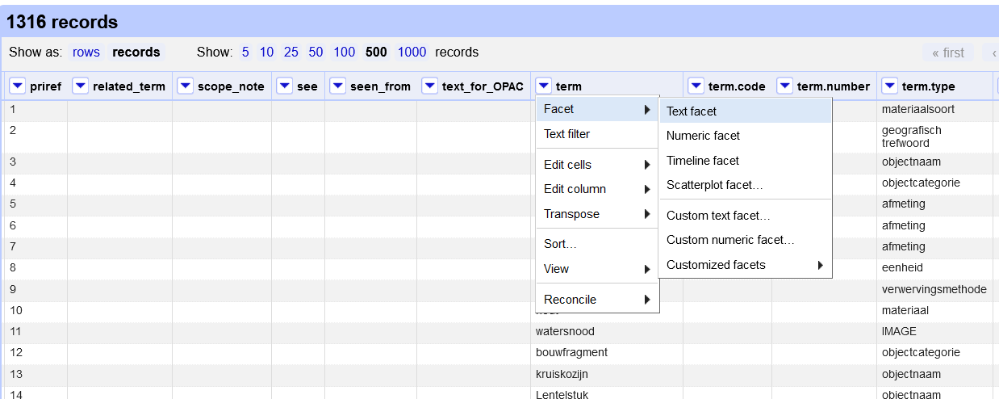 1316 records
Show as: rows records Show: 5 10 25 50 100 500 1000 records « first ‹
priref related_term scope_note see seen_from text_for_OPAC term term.code term.number term.type
Facet
Text filter
Edit cells
Edit column
Transpose
Sort…
View
Reconcile
Text facet
Numeric facet
Timeline facet
Scatterplot facet…
Custom text facet…
Custom numeric facet…
Customized facets
1 materiaalsoort
2 geografisch
trefwoord
3 objectnaam
4 objectcategorie
5 afmeting
6 afmeting
7 afmeting
8 eenheid
9 verwervingsmethode
10 materiaal
11 watersnood IMAGE
12 bouwfragment objectcategorie
13 kruiskozijn objectnaam
14 Lentelstuk objectnaam